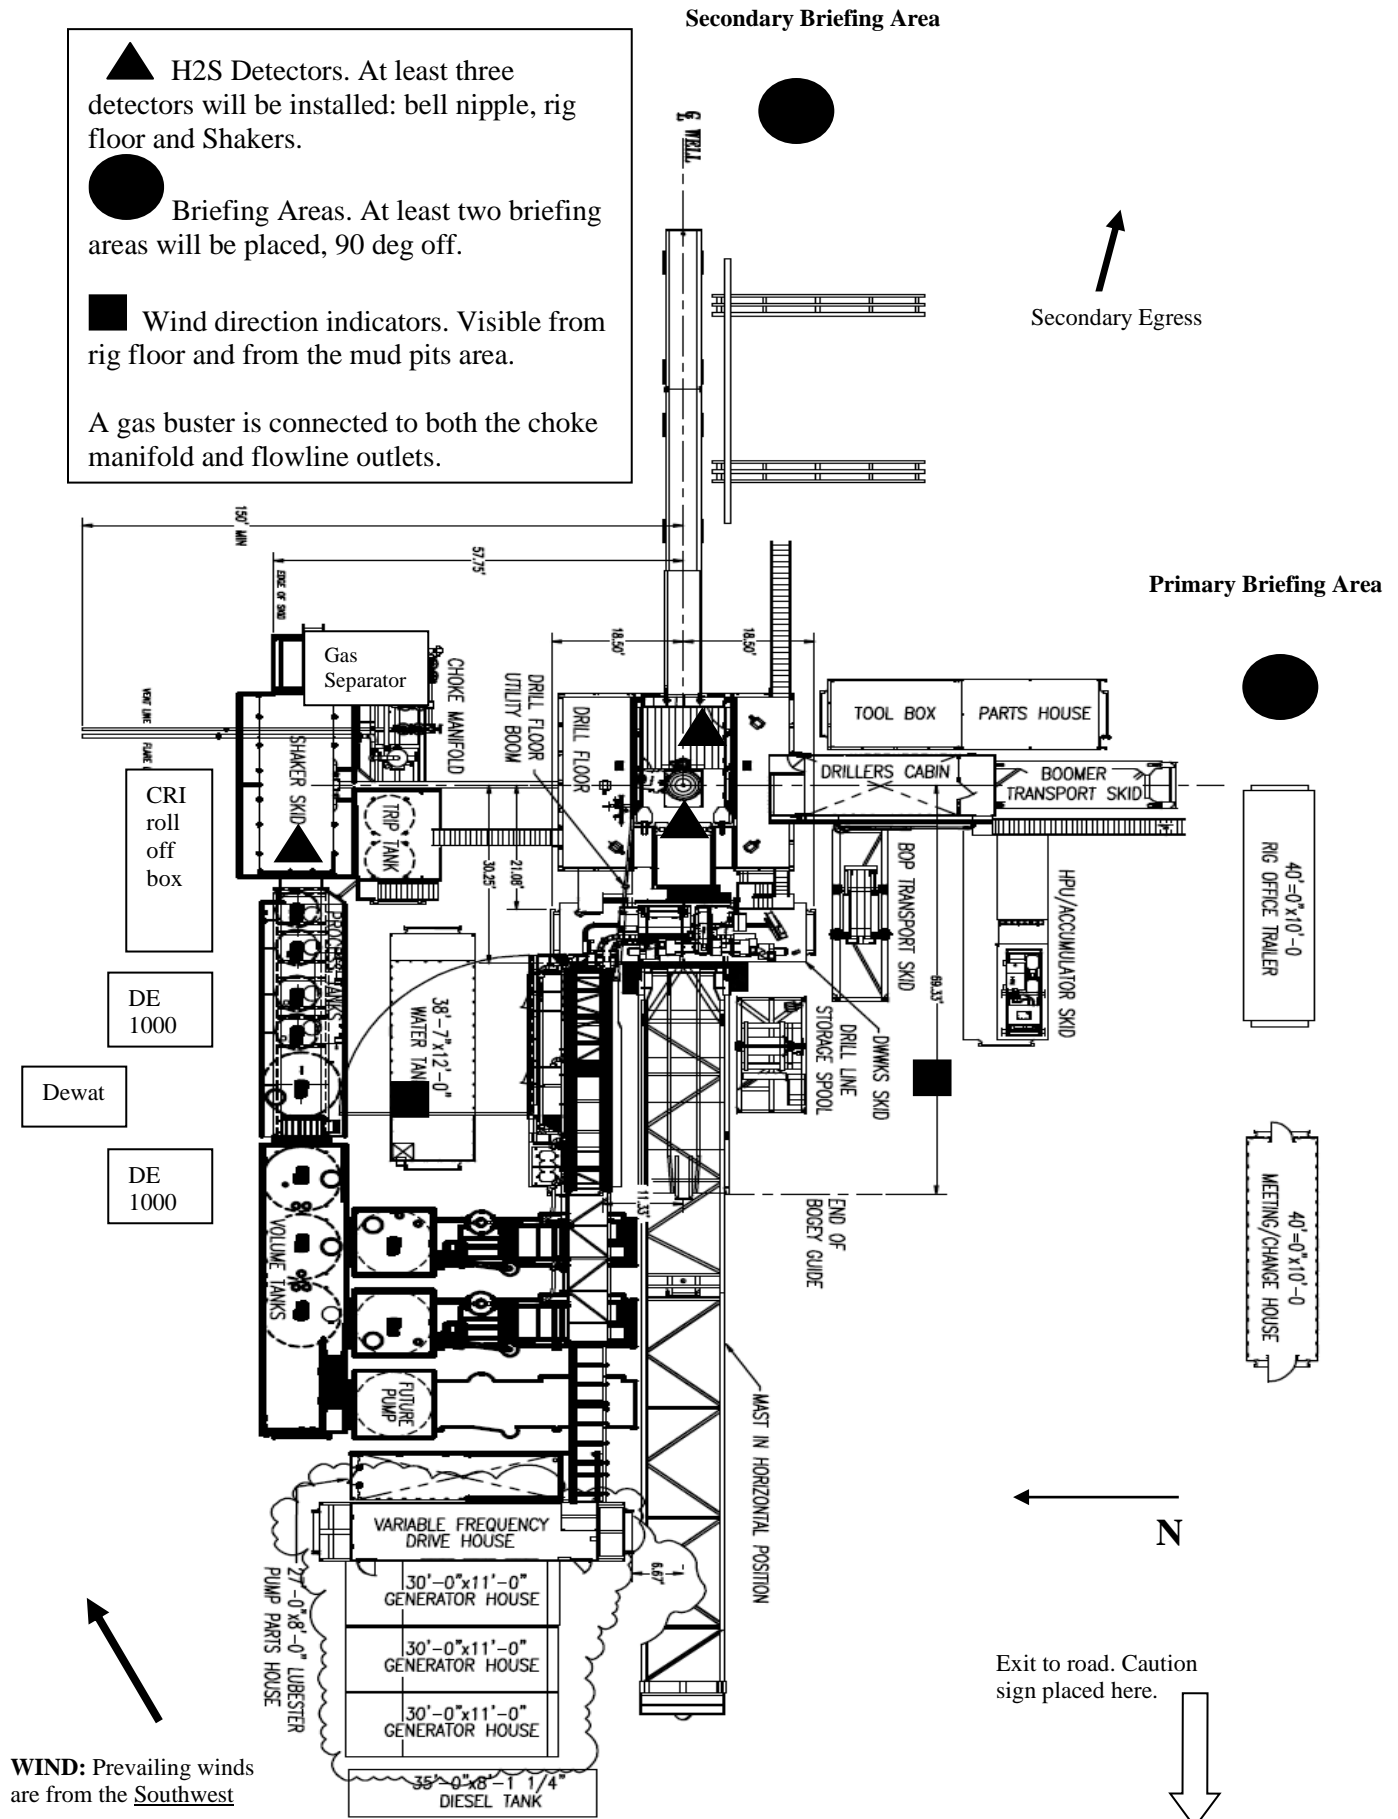 Secondary Briefing Area
H2S Detectors. At least three
detectors will be installed: bell nipple, rig
floor and Shakers.
Briefing Areas. At least two briefing
areas will be placed, 90 deg off.
Wind direction indicators. Visible from
rig floor and from the mud pits area.
A gas buster is connected to both the choke
manifold and flowline outlets.
WELL
Secondary Egress
150' MIN
57.75'
EDGE OF SKID
Primary Briefing Area
18.50'
18.50'
Gas
Separator
CHOKE MANIFOLD
DRILL FLOOR
UTILITY BOOM
DRILL FLOOR
TOOL BOX
PARTS HOUSE
VENT LINE
SHAKER SKID
DRILLERS CABIN
BOOMER
TRANSPORT SKID
CRI
roll
off
box
TRIP TANK
30.25'
21.08'
BOP TRANSPORT SKID
HPU/ACCUMULATOR SKID
40'=0"x10'-0
RIG OFFICE TRAILER
69.33'
DE
1000
PROCESS TANKS
38'-7"x12'-0"
WATER TANK
DRILL LINE
STORAGE SPOOL
DWWKS SKID
Dewat
DE
1000
VOLUME TANKS
11.33'
END OF
BOGEY GUIDE
40'=0"x10'-0
MEETING/CHANGE HOUSE
FUTURE
PUMP
MAST IN HORIZONTAL POSITION
VARIABLE FREQUENCY
DRIVE HOUSE
6.67'
N
27'-0"x8'-0" LUBESTER
PUMP PARTS HOUSE
30'-0"x11'-0"
GENERATOR HOUSE
30'-0"x11'-0"
GENERATOR HOUSE
30'-0"x11'-0"
GENERATOR HOUSE
Exit to road. Caution
sign placed here.
WIND: Prevailing winds
are from the Southwest
35'-0"x8'-1 1/4"
DIESEL TANK